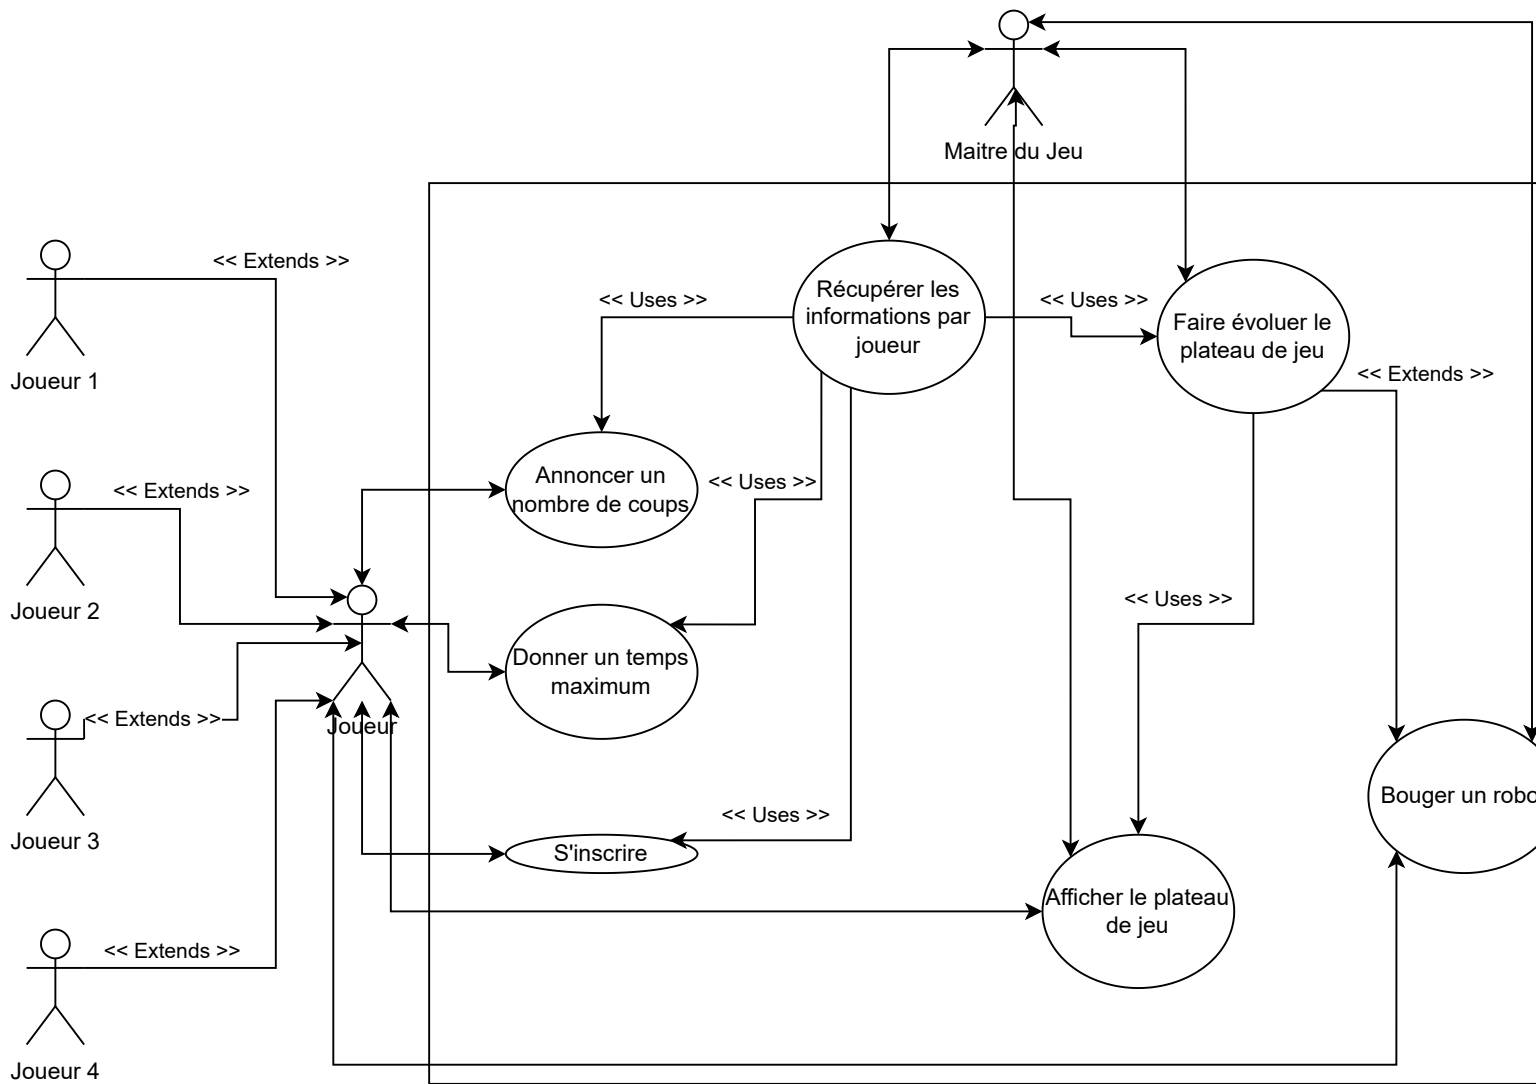 Maitre du Jeu
<< Extends >>
Joueur 1
<< Uses >>
Récupérer les
informations par
joueur
<< Uses >>
Faire évoluer le
plateau de jeu
<< Extends >>
<< Extends >>
Joueur 2
Annoncer un
nombre de coups
<< Uses >>
<< Uses >>
Donner un temps
maximum
<< Extends >>
Joueur
Joueur 3
<< Uses >>
S'inscrire
Bouger un robo
Afficher le plateau
de jeu
<< Extends >>
Joueur 4